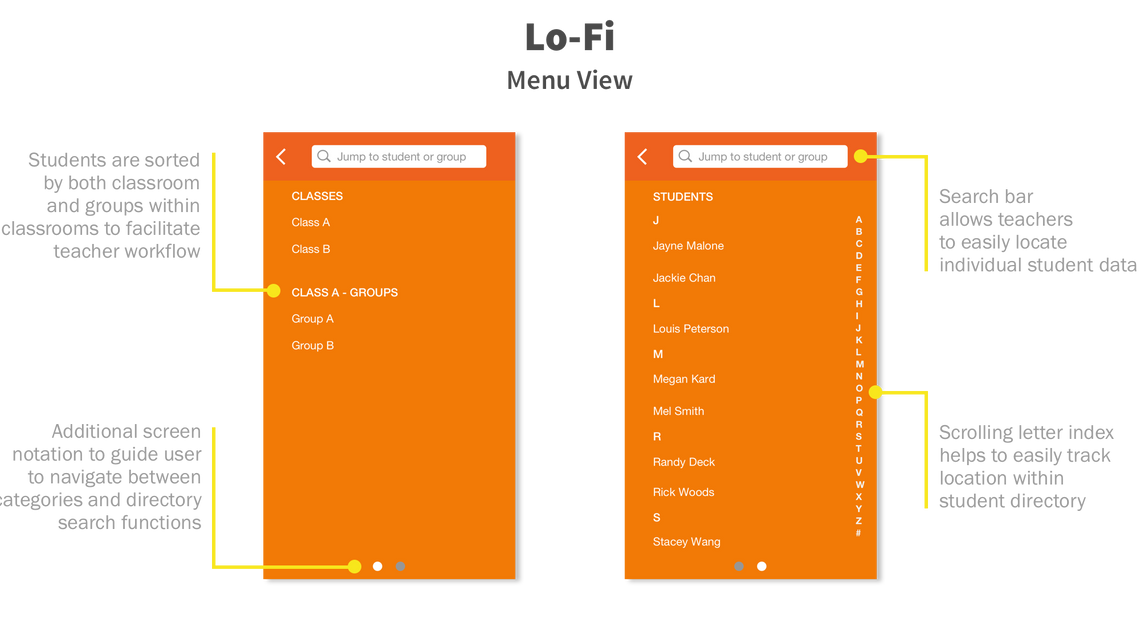 Lo-Fi
Menu View
Students are sorted
by both classroom
and groups within
classrooms to facilitate
teacher workflow
Additional screen
notation to guide user
to navigate between
categories and directory
search functions
Jump to student or group
CLASSES
Class A
Class B
CLASS A - GROUPS
Group A
Group B
Jump to student or group
STUDENTS
J
Jayne Malone
Jackie Chan
L
Louis Peterson
M
Megan Kard
Mel Smith
R
Randy Deck
Rick Woods
S
Stacey Wang
A
B
C
D
E
F
G
H
I
J
K
L
M
N
O
P
Q
R
S
T
U
V
W
X
Y
Z
#
Search bar
allows teachers
to easily locate
individual student data
Scrolling letter index
helps to easily track
location within
student directory